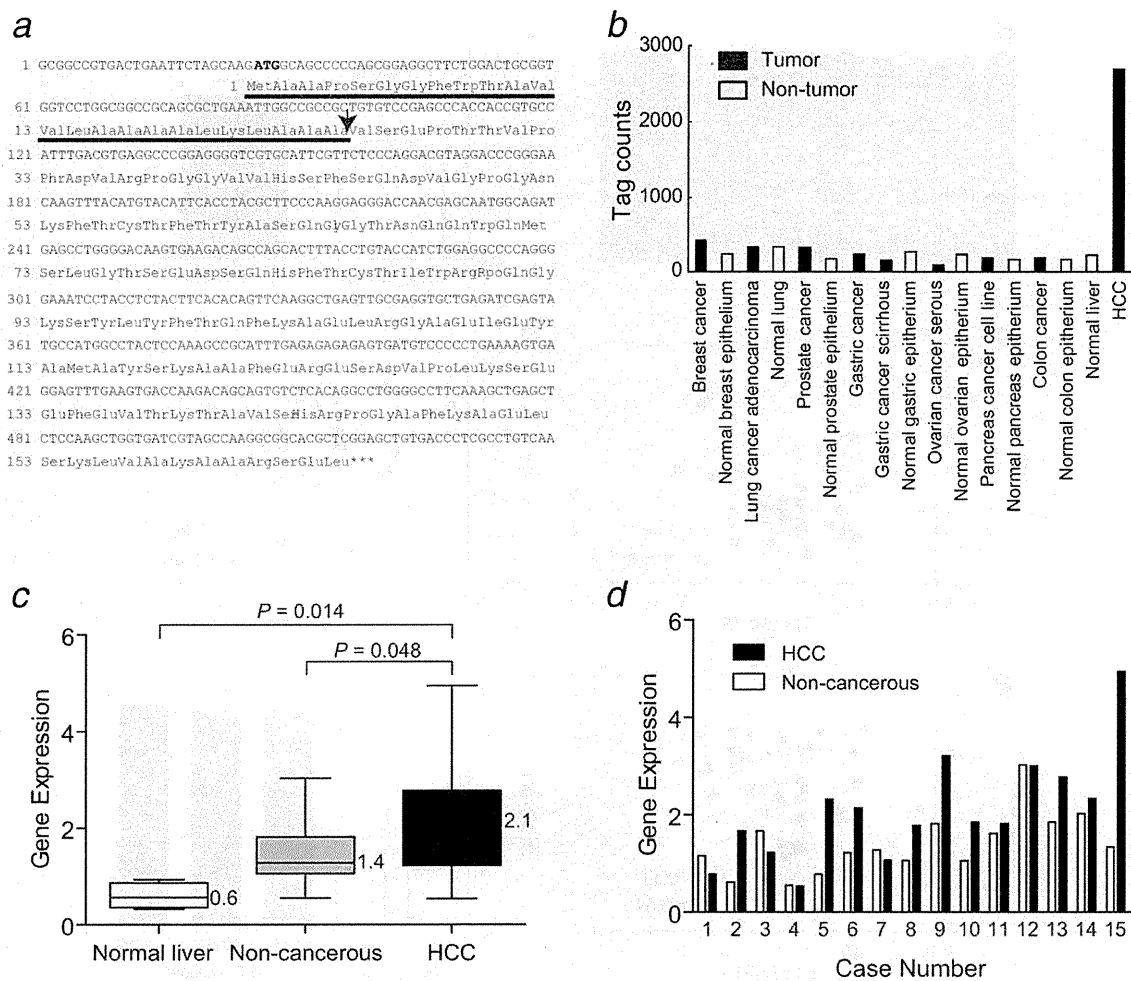 a
1 GCGGCCGTGACTGAATTCTAGCAAGATGGCAGCCCCCAGCGGAGGCTTCTGGACTGCGGT
1 MetAlaAlaProSerGlyGlyPheTrpThrAlaVal
61 GGTCCTGGCGGCCGCAGCGCTGAAATTGGCCGCCGCTGTGTCCGAGCCCACCACCGTGCC
13 ValLeuAlaAlaAlaAlaLeuLysLeuAlaAlaAlaValSerGluProThrThrValPro
121 ATTTGACGTGAGGCCCGGAGGGGTCGTGCATTCGTTCTCCCAGGACGTAGGACCCGGGAA
33 PhrAspValArgProGlyGlyValValHisSerPheSerGlnAspValGlyProGlyAsn
181 CAAGTTTACATGTACATTCACCTACGCTTCCCAAGGAGGGACCAACGAGCAATGGCAGAT
53 LysPheThrCysThrPheThrTyrAlaSerGlnGlyGlyThrAsnGlnGlnTrpGlnMet
241 GAGCCTGGGGACAAGTGAAGACAGCCAGCACTTTACCTGTACCATCTGGAGGCCCCAGGG
73 SerLeuGlyThrSerGluAspSerGlnHisPheThrCysThrIleTrpArgRpoGlnGly
301 GAAATCCTACCTCTACTTCACACAGTTCAAGGCTGAGTTGCGAGGTGCTGAGATCGAGTA
93 LysSerTyrLeuTyrPheThrGlnPheLysAlaGluLeuArgGlyAlaGluIleGluTyr
361 TGCCATGGCCTACTCCAAAGCCGCATTTGAGAGAGAGAGTGATGTCCCCCTGAAAAGTGA
113 AlaMetAlaTyrSerLysAlaAlaPheGluArgGluSerAspValProLeuLysSerGlu
421 GGAGTTTGAAGTGACCAAGACAGCAGTGTCTCACAGGCCTGGGGCCTTCAAAGCTGAGCT
133 GluPheGluValThrLysThrAlaValSerHisArgProGlyAlaPheLysAlaGluLeu
481 CTCCAAGCTGGTGATCGTAGCCAAGGCGGCACGCTCGGAGCTGTGACCCTCGCCTGTCAA
153 SerLysLeuValAlaLysAlaAlaArgSerGluLeu***
b
Tumor
Non-tumor
Tag counts
3000
2000
1000
0
Breast cancer
Normal breast epithelium
Lung cancer adenocarcinoma
Normal lung
Prostate cancer
Normal prostate epithelium
Gastric cancer
Gastric cancer scirrhous
Normal gastric epitherium
Ovarian cancer serous
Normal ovarian epitherium
Pancreas cancer cell line
Normal pancreas epitherium
Colon cancer
Normal colon epitherium
Normal liver
HCC
c
P = 0.014
P = 0.048
Gene Expression
6
4
2
0
0.6
1.4
2.1
Normal liver Non-cancerous HCC
d
HCC
Non-cancerous
Gene Expression
6
4
2
0
1 2 3 4 5 6 7 8 9 10 11 12 13 14 15
Case Number